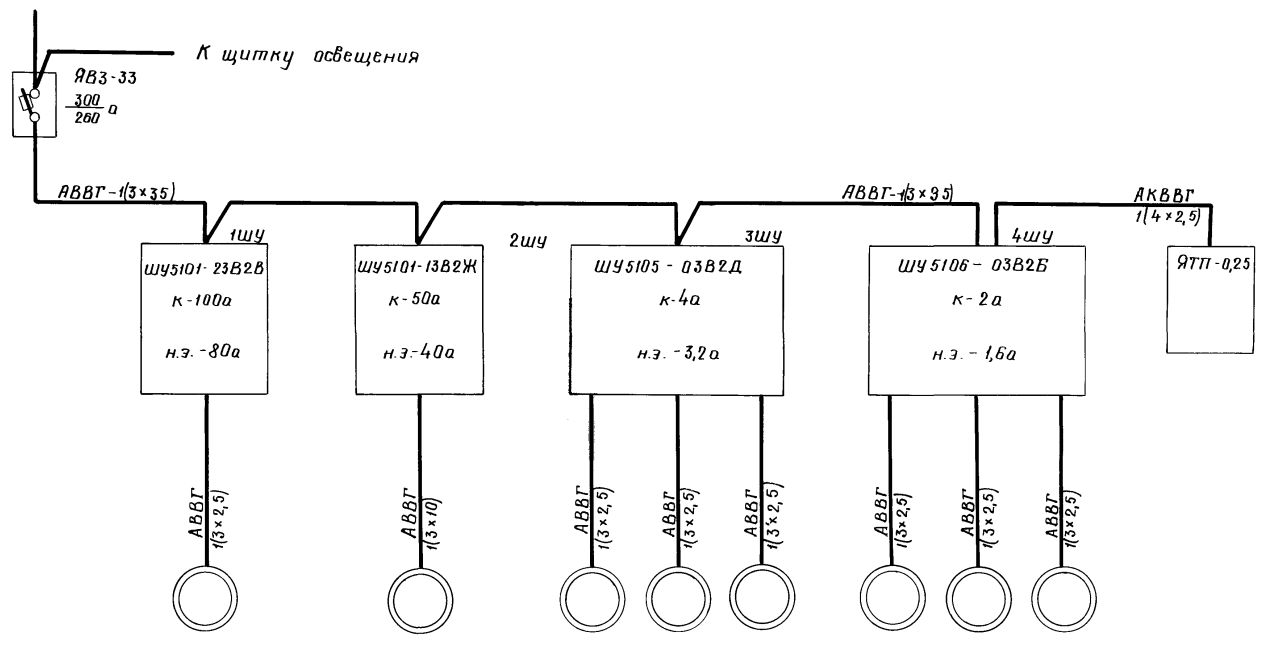 К щитку освещения
ЯВЗ-33
300
260 а
АВВГ-1(3×35)
АВВГ-1(3×95)
АКВВГ
1(4×2,5)
1ШУ
2ШУ
3ШУ
4ШУ
ШУ5101-23В2В
к-100а
н.э.-80а
ШУ5101-13В2Ж
к-50а
н.э.-40а
ШУ5105-03В2Д
к-4а
н.э.-3,2а
ШУ5106-03В2Б
к-2а
н.э.-1,6а
ЯТП-0,25
АВВГ
1(3×2,5)
АВВГ
1(3×10)
АВВГ
1(3×2,5)
АВВГ
1(3×2,5)
АВВГ
1(3×2,5)
АВВГ
1(3×2,5)
АВВГ
1(3×2,5)
АВВГ
1(3×2,5)